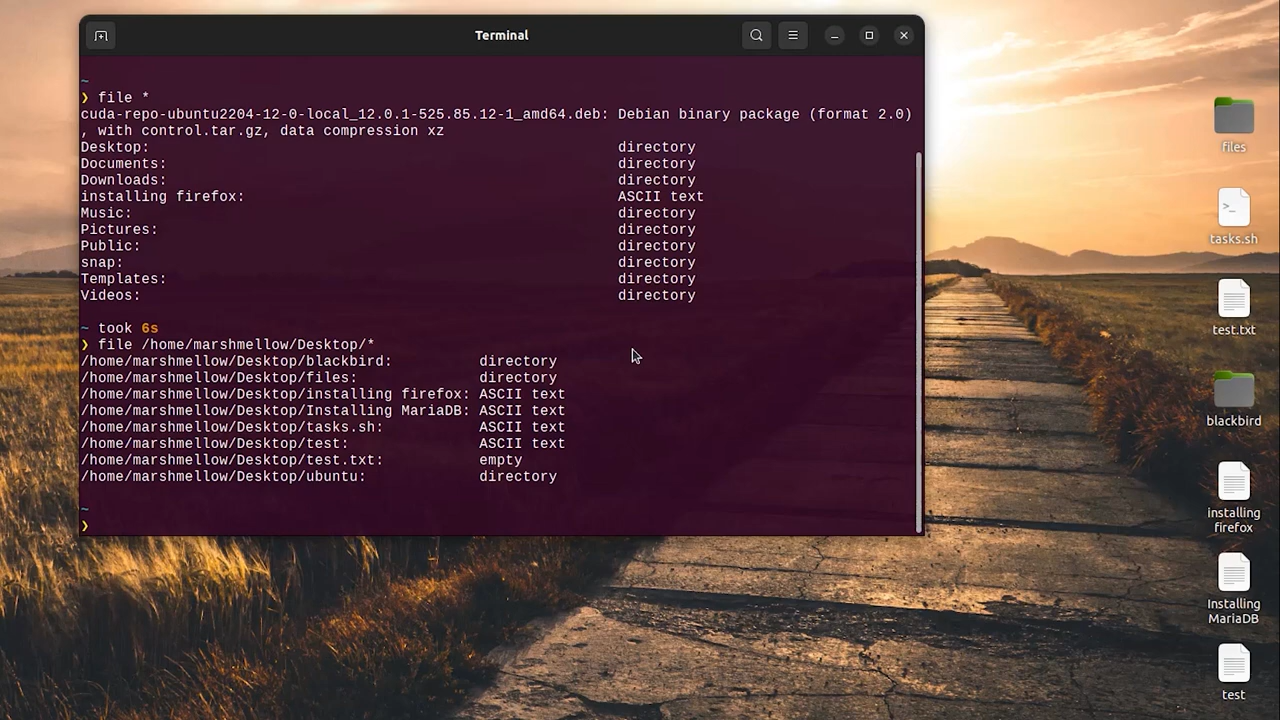 Terminal
~
❯ file *
cuda-repo-ubuntu2204-12-0-local_12.0.1-525.85.12-1_amd64.deb: Debian binary package (format 2.0)
, with control.tar.gz, data compression xz
Desktop: directory
Documents: directory
Downloads: directory
installing firefox: ASCII text
Music: directory
Pictures: directory
Public: directory
snap: directory
Templates: directory
Videos: directory
~ took 6s
❯ file /home/marshmellow/Desktop/*
/home/marshmellow/Desktop/blackbird: directory
/home/marshmellow/Desktop/files: directory
/home/marshmellow/Desktop/installing firefox: ASCII text
/home/marshmellow/Desktop/Installing MariaDB: ASCII text
/home/marshmellow/Desktop/tasks.sh: ASCII text
/home/marshmellow/Desktop/test: ASCII text
/home/marshmellow/Desktop/test.txt: empty
/home/marshmellow/Desktop/ubuntu: directory
~
❯
files
>_
tasks.sh
test.txt
blackbird
installing
firefox
Installing
MariaDB
test